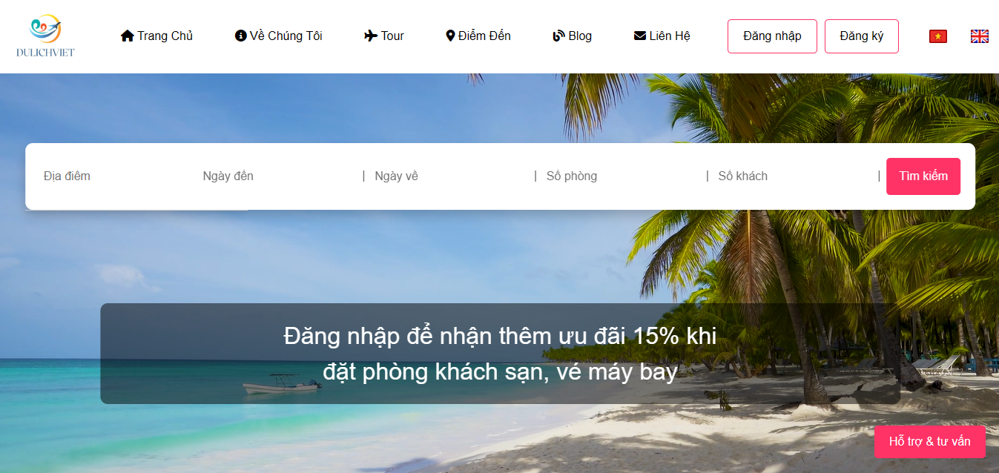 DULICHVIET
Trang Chủ
Về Chúng Tôi
Tour
Điểm Đến
Blog
Liên Hệ
Đăng nhập
Đăng ký
Địa điểm
Ngày đến
| Ngày về
| Số phòng
| Số khách
| Tìm kiếm
Đăng nhập để nhận thêm ưu đãi 15% khi
đặt phòng khách sạn, vé máy bay
Hỗ trợ & tư vấn